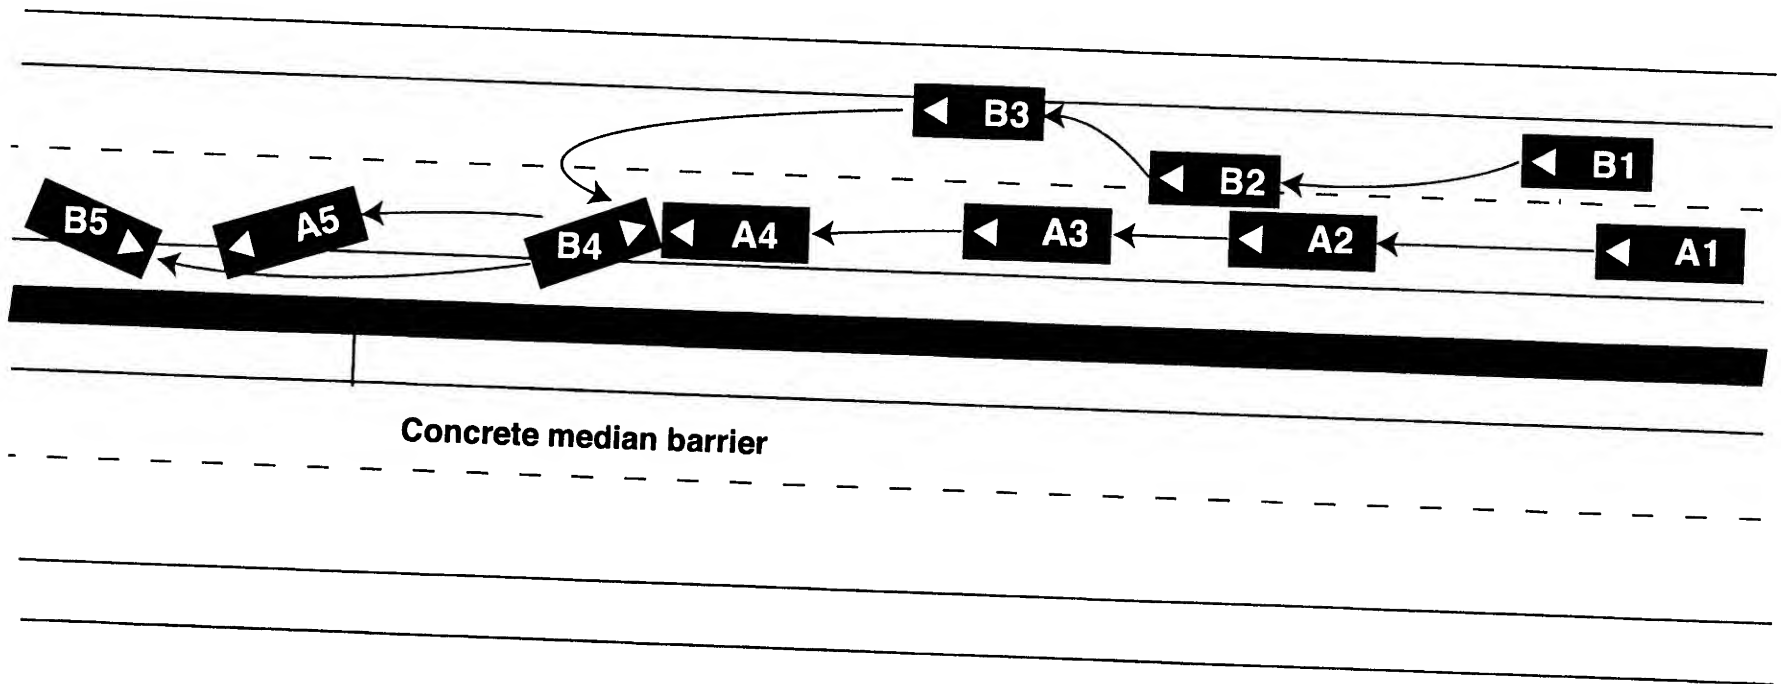 B3
B1
B2
B5
A5
B4
A4
A3
A2
A1
Concrete median barrier